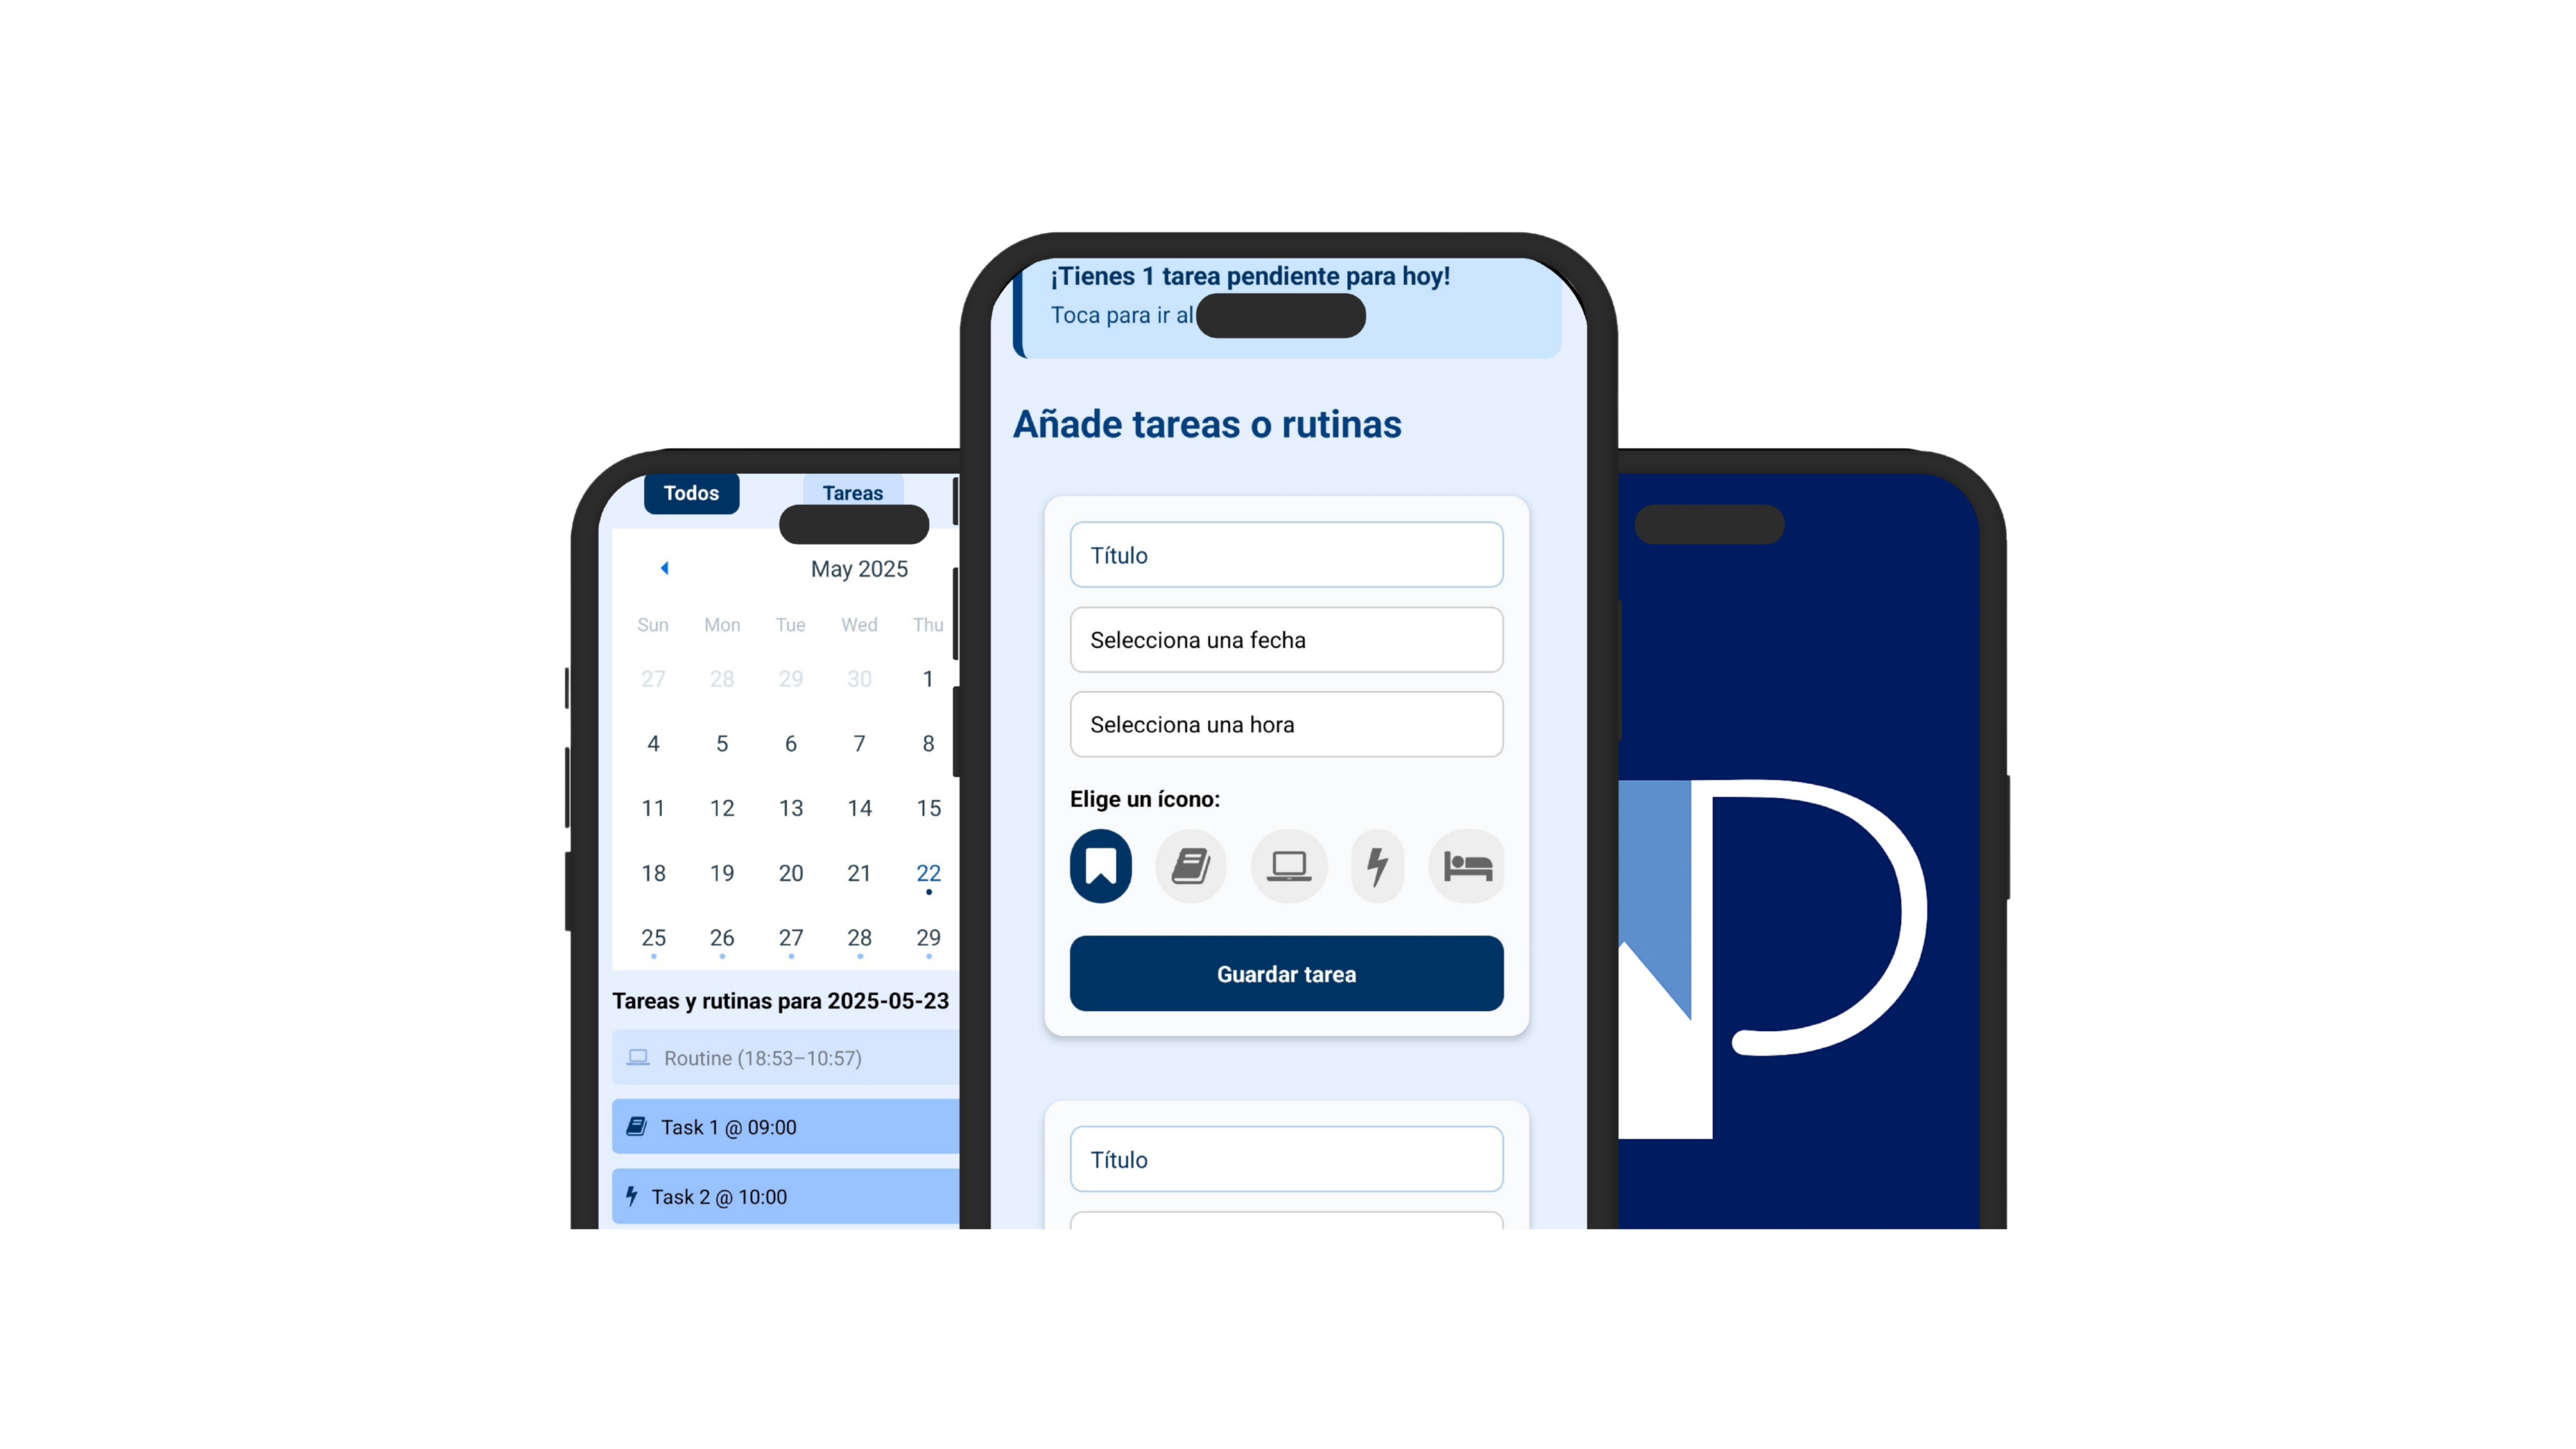 Todos Tareas
May 2025
Sun Mon Tue Wed Thu
27 28 29 30 1
4 5 6 7 8
11 12 13 14 15
18 19 20 21 22
25 26 27 28 29
Tareas y rutinas para 2025-05-23
Routine (18:53–10:57)
Task 1 @ 09:00
Task 2 @ 10:00
¡Tienes 1 tarea pendiente para hoy!
Toca para ir al
Añade tareas o rutinas
Título
Selecciona una fecha
Selecciona una hora
Elige un ícono:
Guardar tarea
Título
P